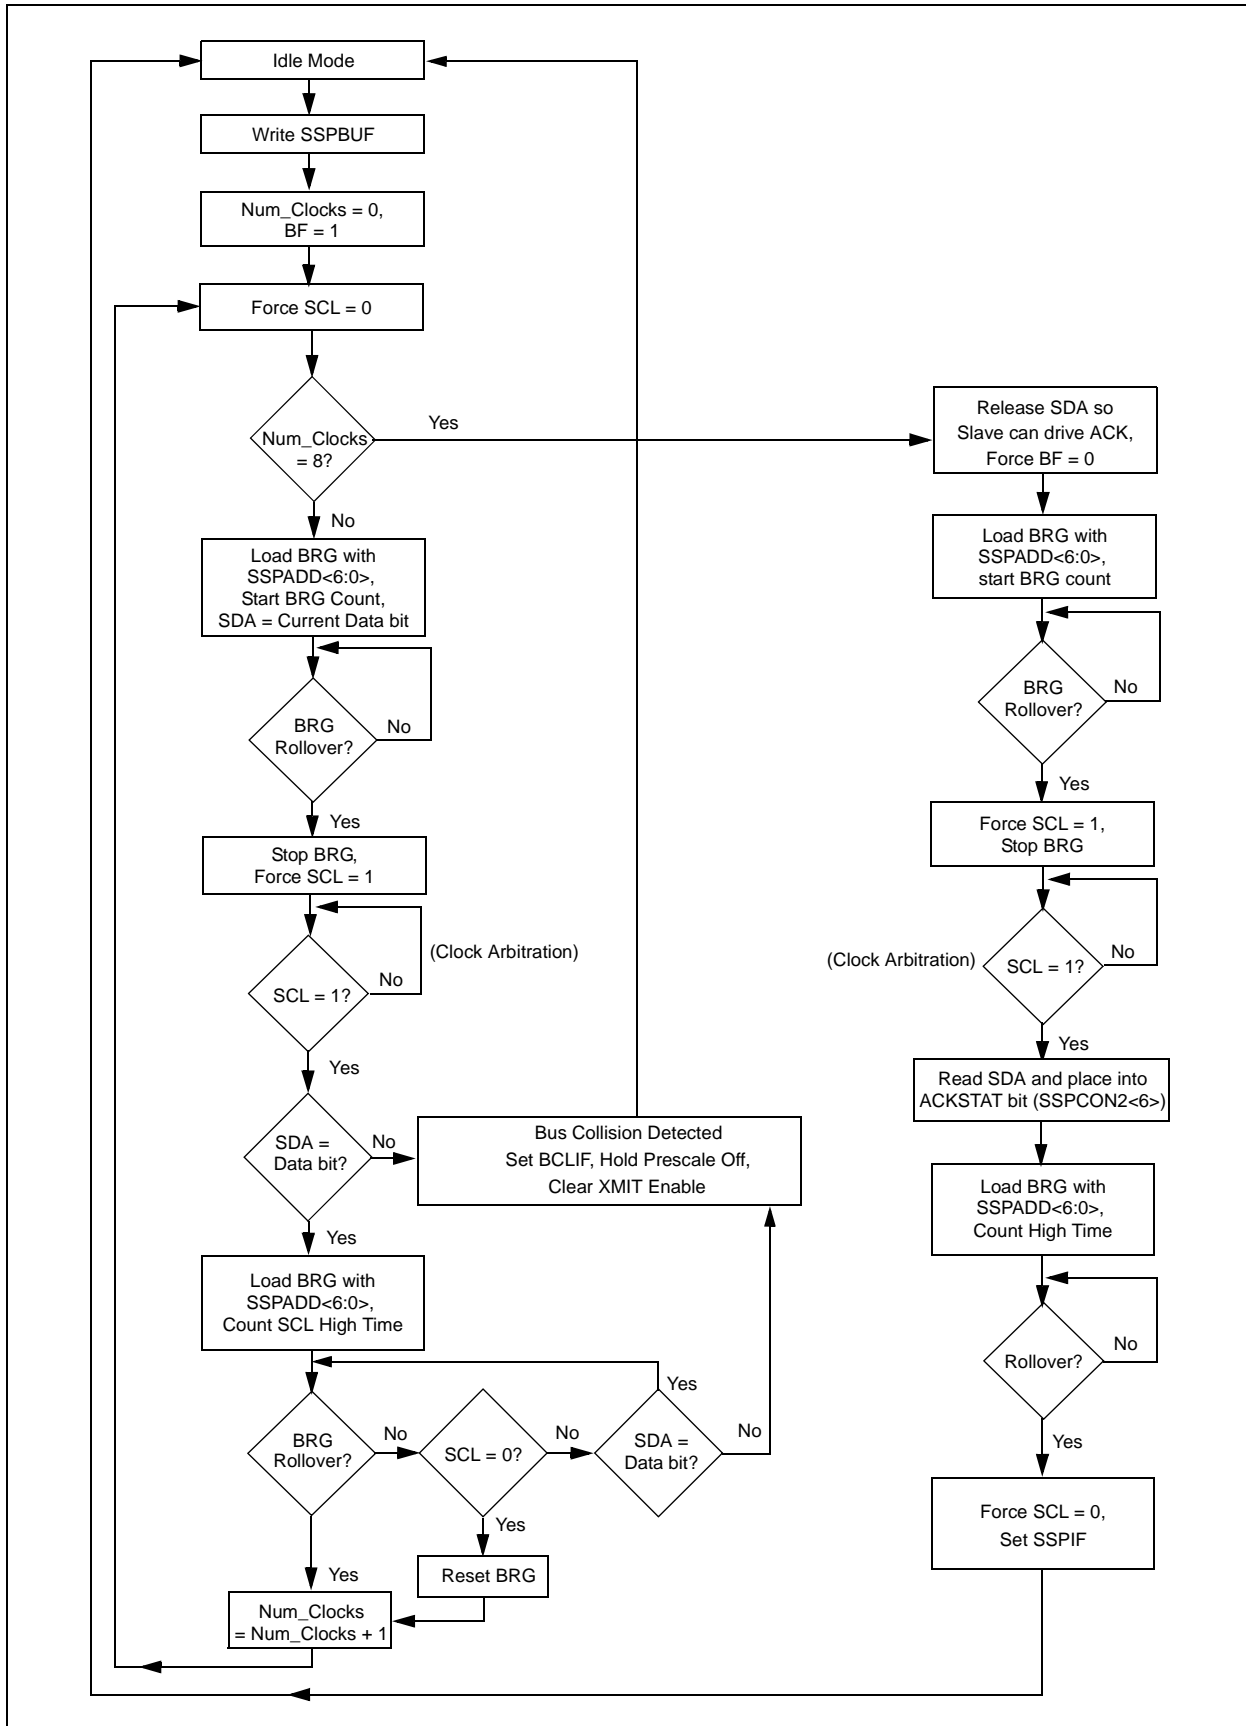 Idle Mode
Write SSPBUF
Num_Clocks = 0,
BF = 1
Force SCL = 0
Num_Clocks
= 8?
Yes
No
Load BRG with
SSPADD<6:0>,
Start BRG Count,
SDA = Current Data bit
BRG
Rollover?
No
Yes
Stop BRG,
Force SCL = 1
(Clock Arbitration)
SCL = 1?
No
Yes
SDA =
Data bit?
No
Bus Collision Detected
Set BCLIF, Hold Prescale Off,
Clear XMIT Enable
Yes
Load BRG with
SSPADD<6:0>,
Count SCL High Time
BRG
Rollover?
No
SCL = 0?
No
SDA =
Data bit?
Yes
No
Yes
Reset BRG
Yes
Num_Clocks
= Num_Clocks + 1
Release SDA so
Slave can drive ACK,
Force BF = 0
Load BRG with
SSPADD<6:0>,
start BRG count
BRG
Rollover?
No
Yes
Force SCL = 1,
Stop BRG
(Clock Arbitration)
SCL = 1?
No
Yes
Read SDA and place into
ACKSTAT bit (SSPCON2<6>)
Load BRG with
SSPADD<6:0>,
Count High Time
Rollover?
No
Yes
Force SCL = 0,
Set SSPIF